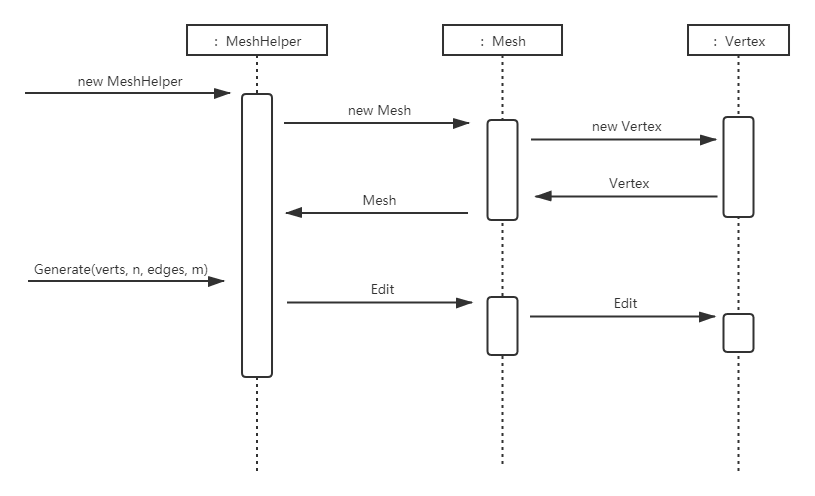 : MeshHelper
: Mesh
: Vertex
new MeshHelper
new Mesh
new Vertex
Vertex
Mesh
Generate(verts, n, edges, m)
Edit
Edit